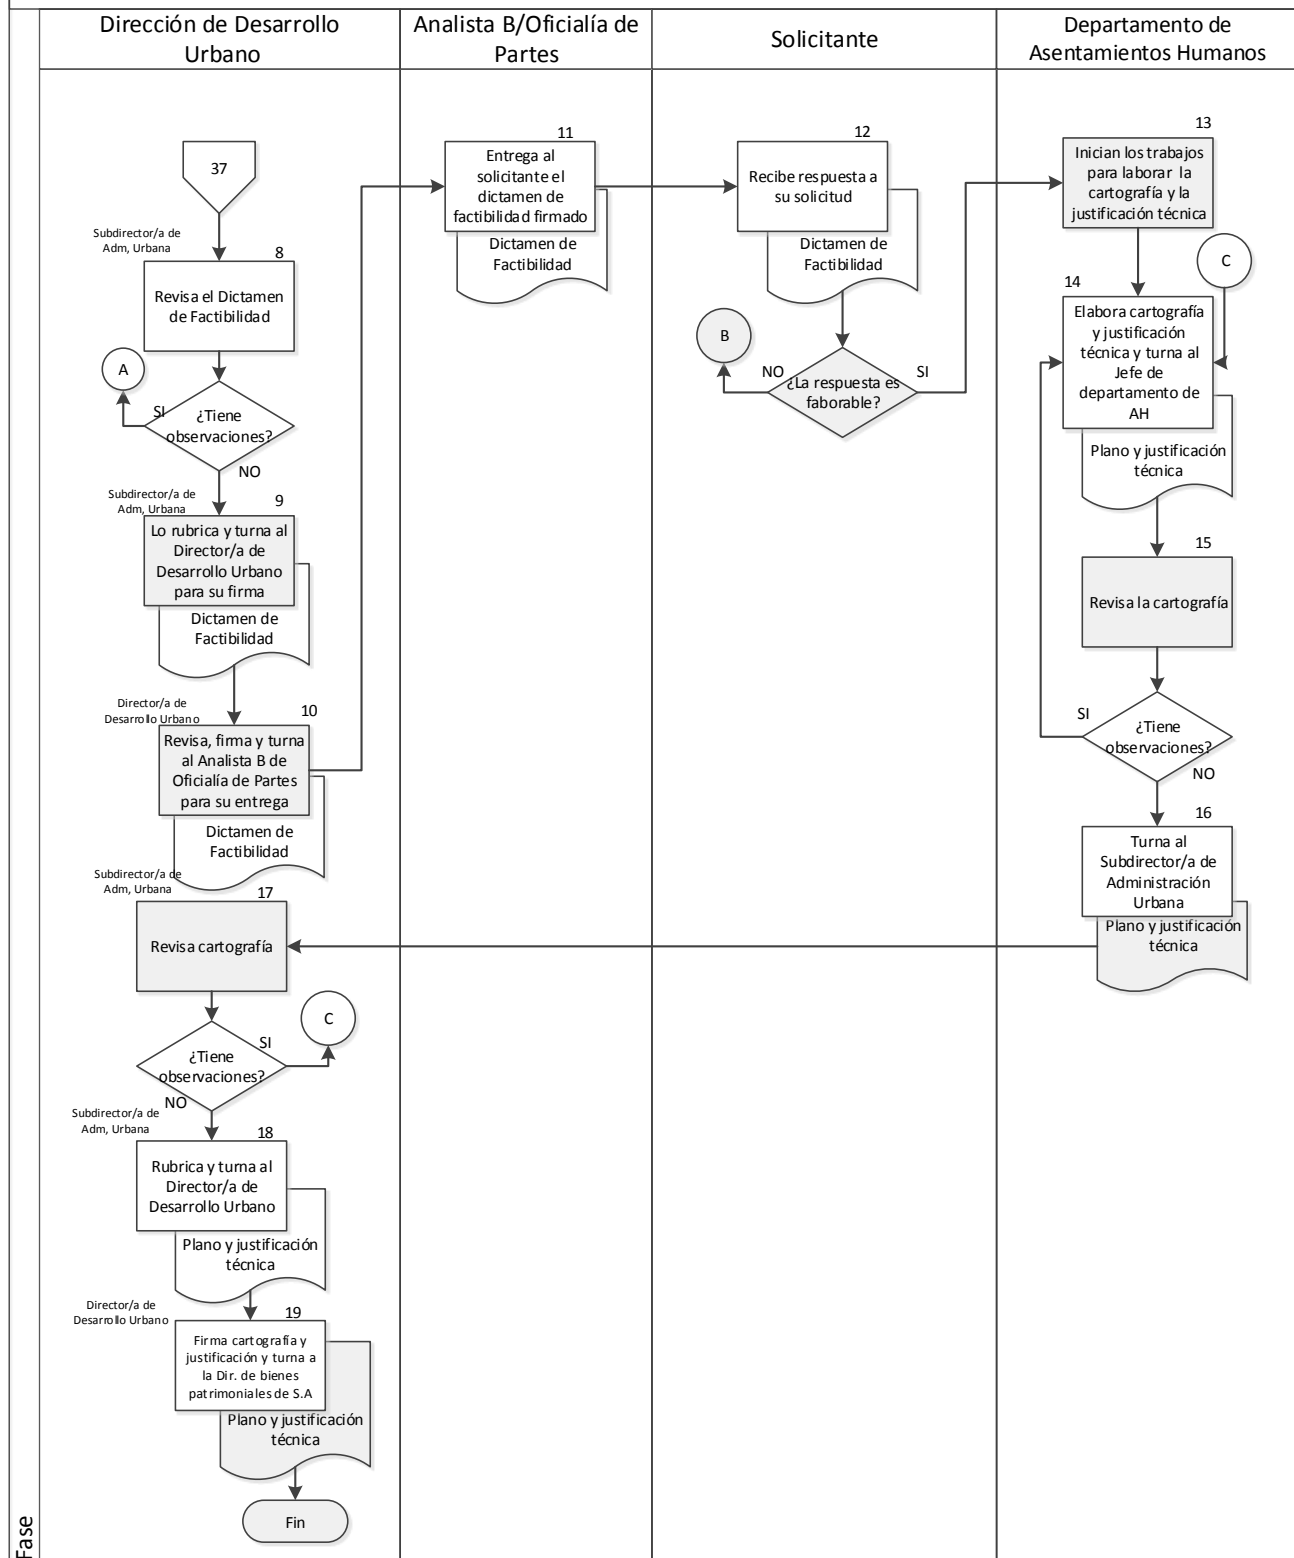 Dirección de Desarrollo
Urbano
Analista B/Oficialía de
Partes
Solicitante
Departamento de
Asentamientos Humanos
37
Subdirector/a de
Adm, Urbana
8
Revisa el Dictamen
de Factibilidad
A
SI
¿Tiene
observaciones?
NO
Subdirector/a de
Adm, Urbana
9
Lo rubrica y turna al
Director/a de
Desarrollo Urbano
para su firma
Dictamen de
Factibilidad
Director/a de
Desarrollo Urbano
10
Revisa, firma y turna
al Analista B de
Oficialía de Partes
para su entrega
Dictamen de
Factibilidad
11
Entrega al
solicitante el
dictamen de
factibilidad firmado
Dictamen de
Factibilidad
12
Recibe respuesta a
su solicitud
Dictamen de
Factibilidad
B
NO
SI
¿La respuesta es
faborable?
13
Inician los trabajos
para laborar la
cartografía y la
justificación técnica
C
14
Elabora cartografía
y justificación
técnica y turna al
Jefe de
departamento de
AH
Plano y justificación
técnica
15
Revisa la cartografía
SI
¿Tiene
observaciones?
NO
16
Turna al
Subdirector/a de
Administración
Urbana
Plano y justificación
técnica
Subdirector/a de
Adm, Urbana
17
Revisa cartografía
C
SI
¿Tiene
observaciones?
NO
Subdirector/a de
Adm, Urbana
18
Rubrica y turna al
Director/a de
Desarrollo Urbano
Plano y justificación
técnica
Director/a de
Desarrollo Urbano
19
Firma cartografía y
justificación y turna a
la Dir. de bienes
patrimoniales de S.A
Plano y justificación
técnica
Fin
Fase